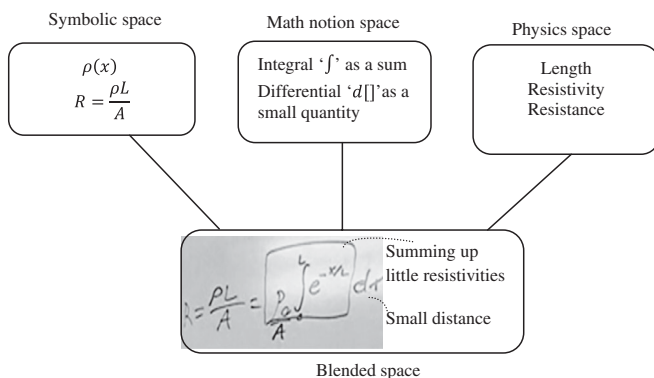 Symbolic space
ρ(x)
R = ρL/A
Math notion space
Integral ‘∫’ as a sum
Differential ‘d[]’as a
small quantity
Physics space
Length
Resistivity
Resistance
R = ρL/A = ρ₀/A ∫₀ᴸ e^(-x/L) dx
Summing up
little resistivities
Small distance
Blended space